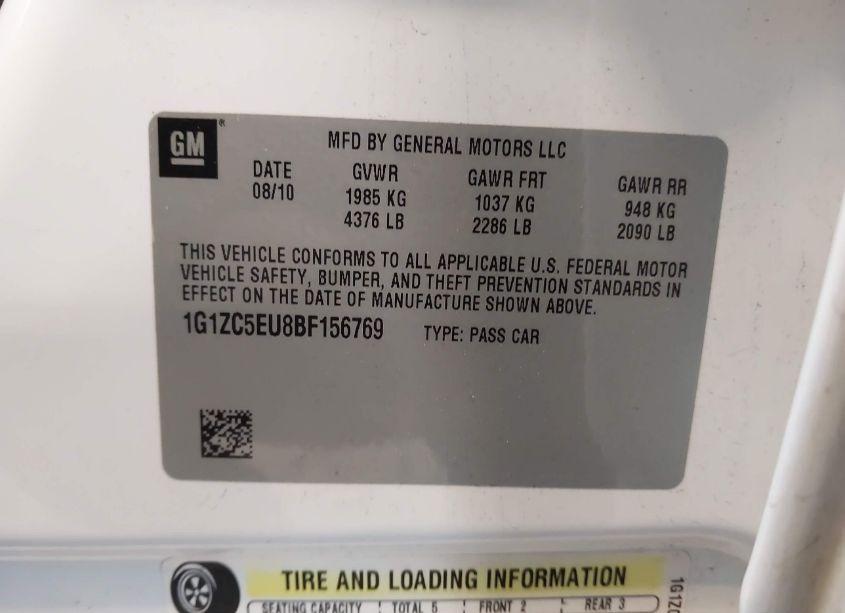 GM®
MFD BY GENERAL MOTORS LLC
DATE GVWR GAWR FRT GAWR RR
08/10 1985 KG 1037 KG 948 KG
4376 LB 2286 LB 2090 LB
THIS VEHICLE CONFORMS TO ALL APPLICABLE U.S. FEDERAL MOTOR
VEHICLE SAFETY, BUMPER, AND THEFT PREVENTION STANDARDS IN
EFFECT ON THE DATE OF MANUFACTURE SHOWN ABOVE.
1G1ZC5EU8BF156769 TYPE: PASS CAR
TIRE AND LOADING INFORMATION
SEATING CAPACITY TOTAL 5 FRONT 2 REAR 3
1G1Z